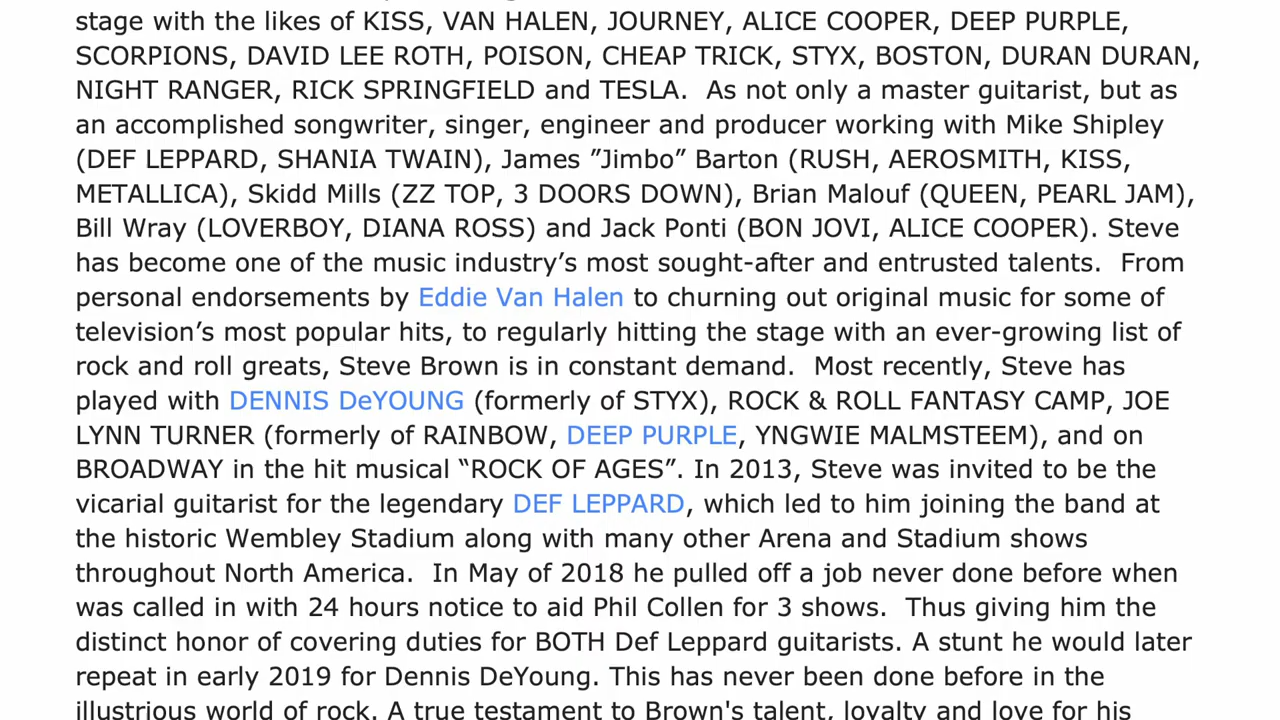 stage with the likes of KISS, VAN HALEN, JOURNEY, ALICE COOPER, DEEP PURPLE,
SCORPIONS, DAVID LEE ROTH, POISON, CHEAP TRICK, STYX, BOSTON, DURAN DURAN,
NIGHT RANGER, RICK SPRINGFIELD and TESLA.  As not only a master guitarist, but as
an accomplished songwriter, singer, engineer and producer working with Mike Shipley
(DEF LEPPARD, SHANIA TWAIN), James ”Jimbo” Barton (RUSH, AEROSMITH, KISS,
METALLICA), Skidd Mills (ZZ TOP, 3 DOORS DOWN), Brian Malouf (QUEEN, PEARL JAM),
Bill Wray (LOVERBOY, DIANA ROSS) and Jack Ponti (BON JOVI, ALICE COOPER). Steve
has become one of the music industry’s most sought-after and entrusted talents.  From
personal endorsements by Eddie Van Halen to churning out original music for some of
television’s most popular hits, to regularly hitting the stage with an ever-growing list of
rock and roll greats, Steve Brown is in constant demand.  Most recently, Steve has
played with DENNIS DeYOUNG (formerly of STYX), ROCK & ROLL FANTASY CAMP, JOE
LYNN TURNER (formerly of RAINBOW, DEEP PURPLE, YNGWIE MALMSTEEM), and on
BROADWAY in the hit musical “ROCK OF AGES”. In 2013, Steve was invited to be the
vicarial guitarist for the legendary DEF LEPPARD, which led to him joining the band at
the historic Wembley Stadium along with many other Arena and Stadium shows
throughout North America.  In May of 2018 he pulled off a job never done before when
was called in with 24 hours notice to aid Phil Collen for 3 shows.  Thus giving him the
distinct honor of covering duties for BOTH Def Leppard guitarists. A stunt he would later
repeat in early 2019 for Dennis DeYoung. This has never been done before in the
illustrious world of rock. A true testament to Brown's talent, loyalty and love for his